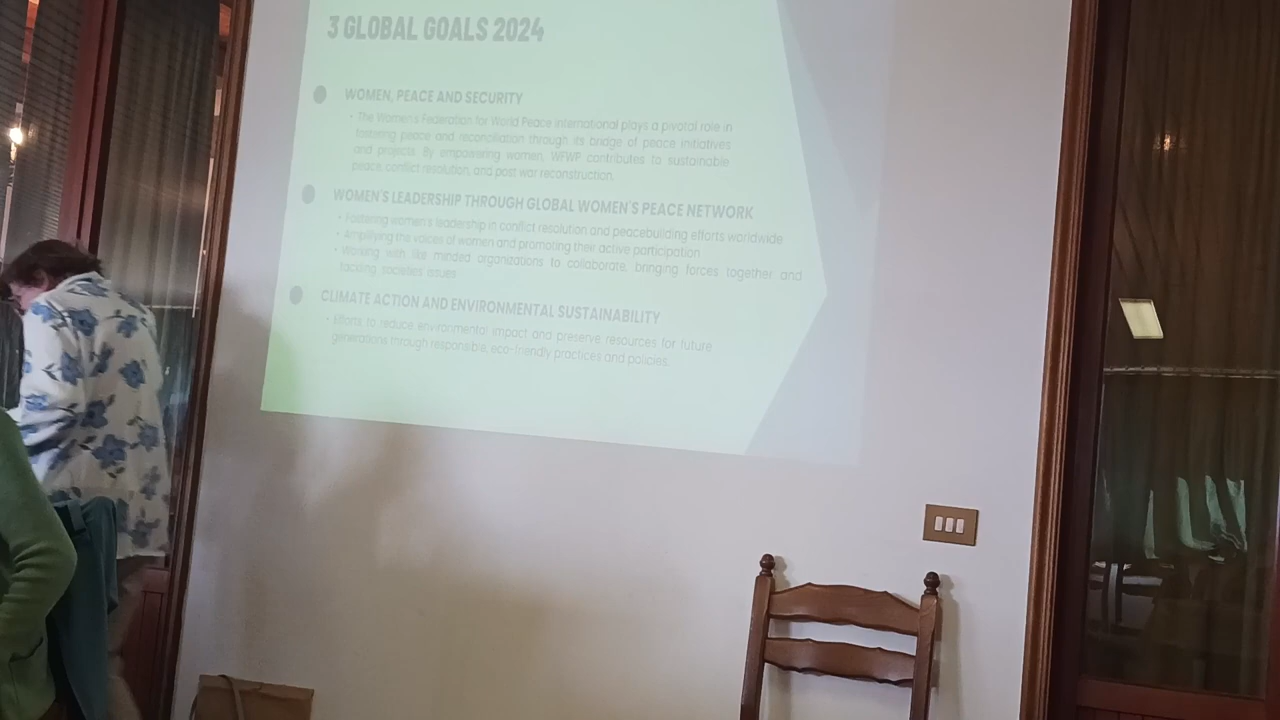 3 GLOBAL GOALS 2024
WOMEN, PEACE AND SECURITY
• The Women's Federation for World Peace International plays a pivotal role in
fostering peace and reconciliation through its bridge of peace initiatives
and projects. By empowering women, WFWP contributes to sustainable
peace, conflict resolution, and post war reconstruction.
WOMEN'S LEADERSHIP THROUGH GLOBAL WOMEN'S PEACE NETWORK
• Fostering women's leadership in conflict resolution and peacebuilding efforts worldwide
• Amplifying the voices of women and promoting their active participation
• Working with like minded organizations to collaborate, bringing forces together and
tackling societies issues
CLIMATE ACTION AND ENVIRONMENTAL SUSTAINABILITY
• Efforts to reduce environmental impact and preserve resources for future
generations through responsible, eco-friendly practices and policies.